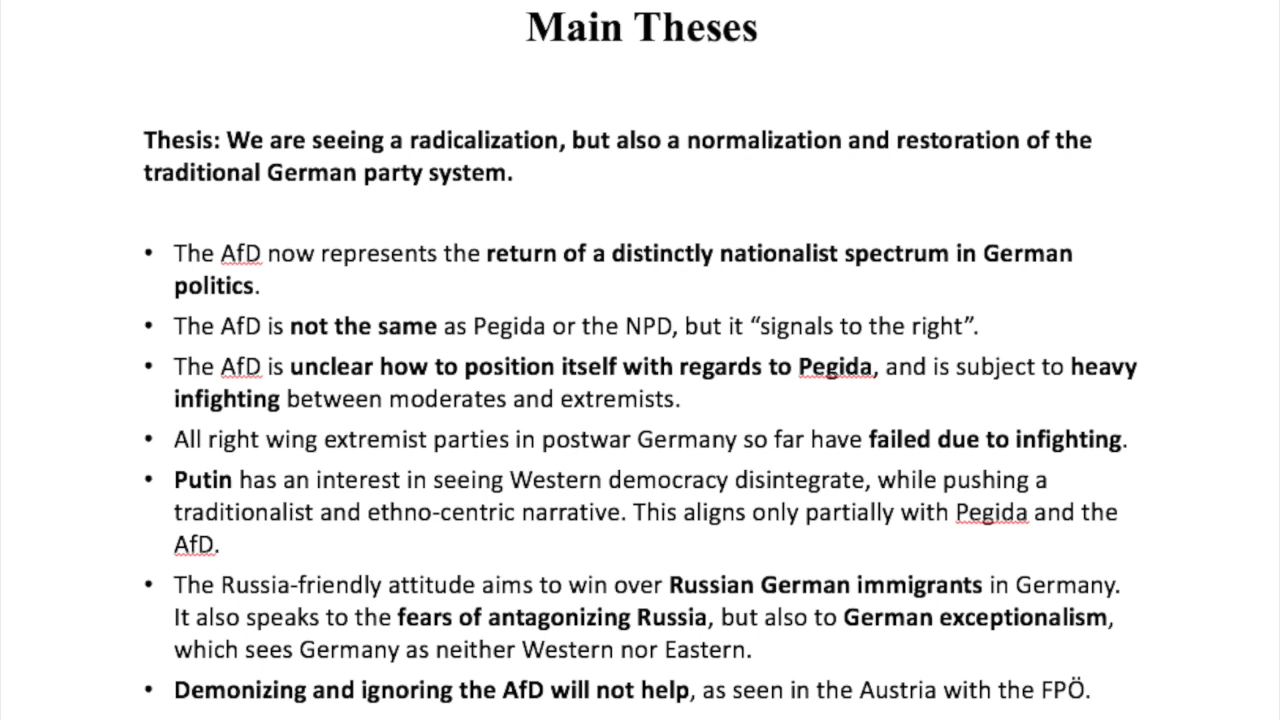 Main Theses
Thesis: We are seeing a radicalization, but also a normalization and restoration of the
traditional German party system.
• The AfD now represents the return of a distinctly nationalist spectrum in German
politics.
• The AfD is not the same as Pegida or the NPD, but it “signals to the right”.
• The AfD is unclear how to position itself with regards to Pegida, and is subject to heavy
infighting between moderates and extremists.
• All right wing extremist parties in postwar Germany so far have failed due to infighting.
• Putin has an interest in seeing Western democracy disintegrate, while pushing a
traditionalist and ethno-centric narrative. This aligns only partially with Pegida and the
AfD.
• The Russia-friendly attitude aims to win over Russian German immigrants in Germany.
It also speaks to the fears of antagonizing Russia, but also to German exceptionalism,
which sees Germany as neither Western nor Eastern.
• Demonizing and ignoring the AfD will not help, as seen in the Austria with the FPÖ.